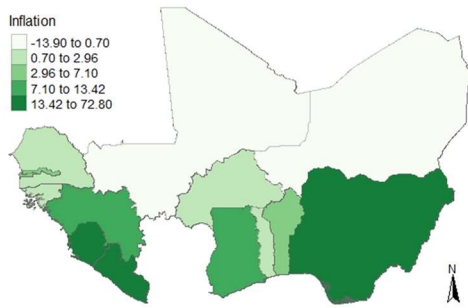 Inflation
-13.90 to 0.70
0.70 to 2.96
2.96 to 7.10
7.10 to 13.42
13.42 to 72.80
N